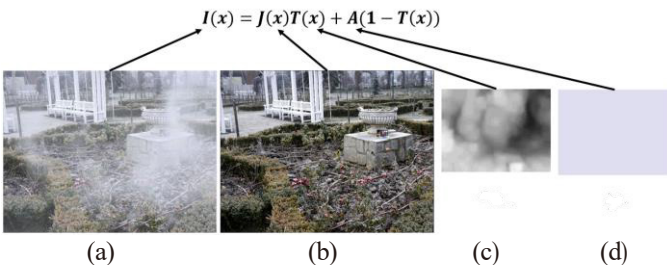 I(x) = J(x)T(x) + A(1 − T(x))
(a) (b) (c) (d)